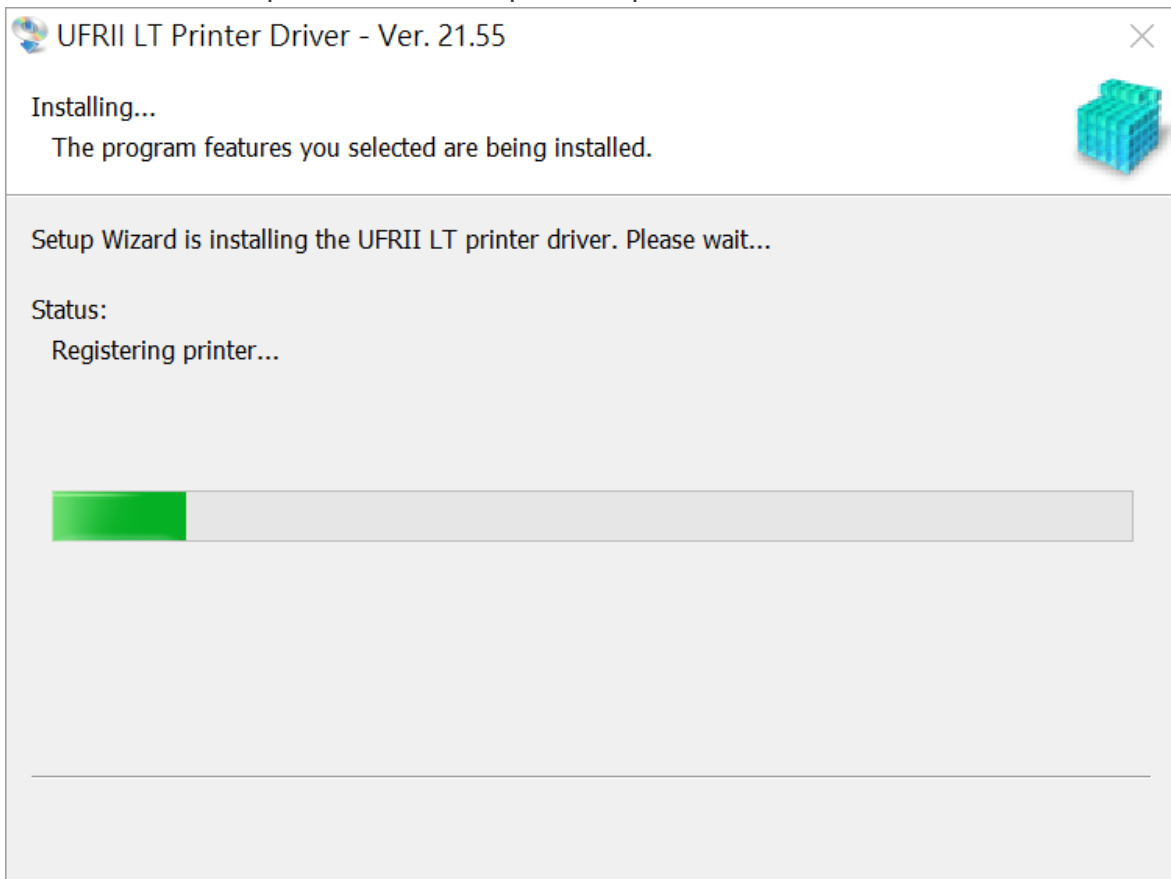 UFRII LT Printer Driver - Ver. 21.55
Installing...
The program features you selected are being installed.
Setup Wizard is installing the UFRII LT printer driver. Please wait...
Status:
Registering printer...